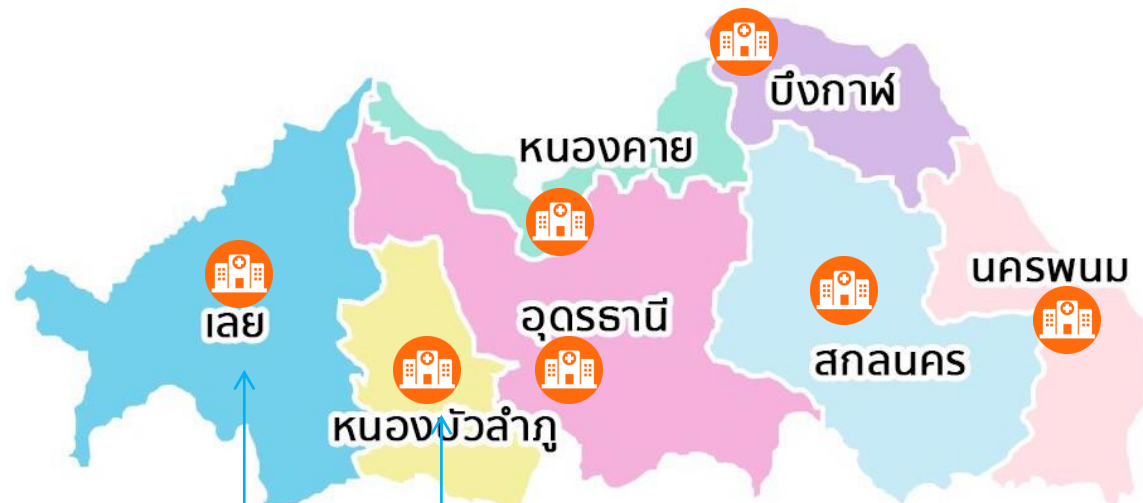 บึงกาฬ
หนองคาย
นครพนม
เลย
อุดรธานี
สกลนคร
หนองบัวลำภู